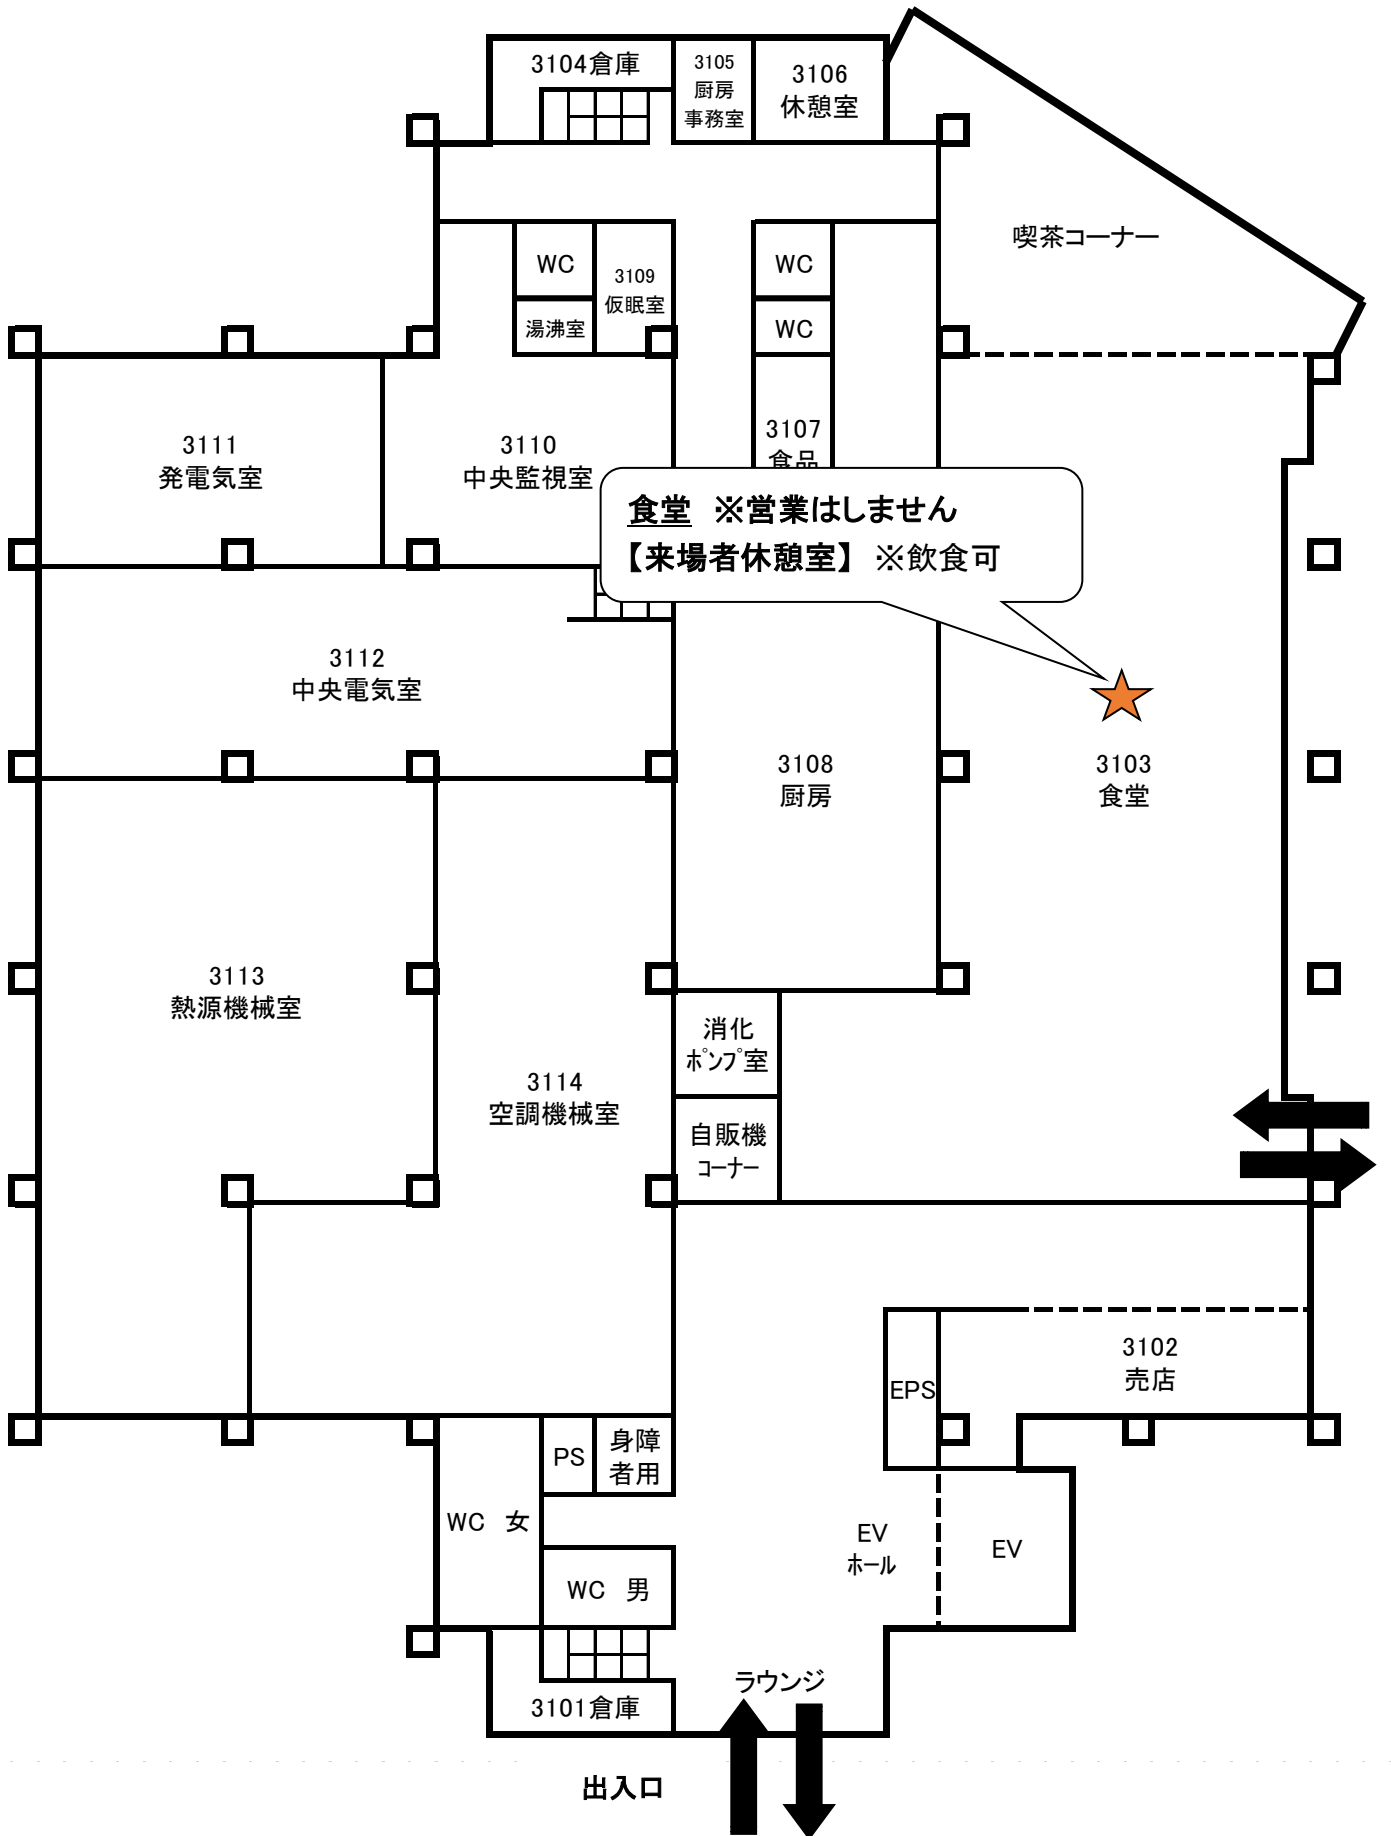 3104倉庫
3105
厨房
事務室
3106
休憩室
喫茶コーナー
WC
3109
仮眠室
湯沸室
WC
WC
3111
発電気室
3110
中央監視室
3107
食品
食堂 ※営業はしません
【来場者休憩室】 ※飲食可
3112
中央電気室
3108
厨房
3103
食堂
3113
熱源機械室
消化
ﾎﾟﾝﾌﾟ室
3114
空調機械室
自販機
ｺｰﾅｰ
3102
売店
EPS
PS
身障
者用
WC 女
EV
ﾎｰﾙ
EV
WC 男
ラウンジ
3101倉庫
出入口